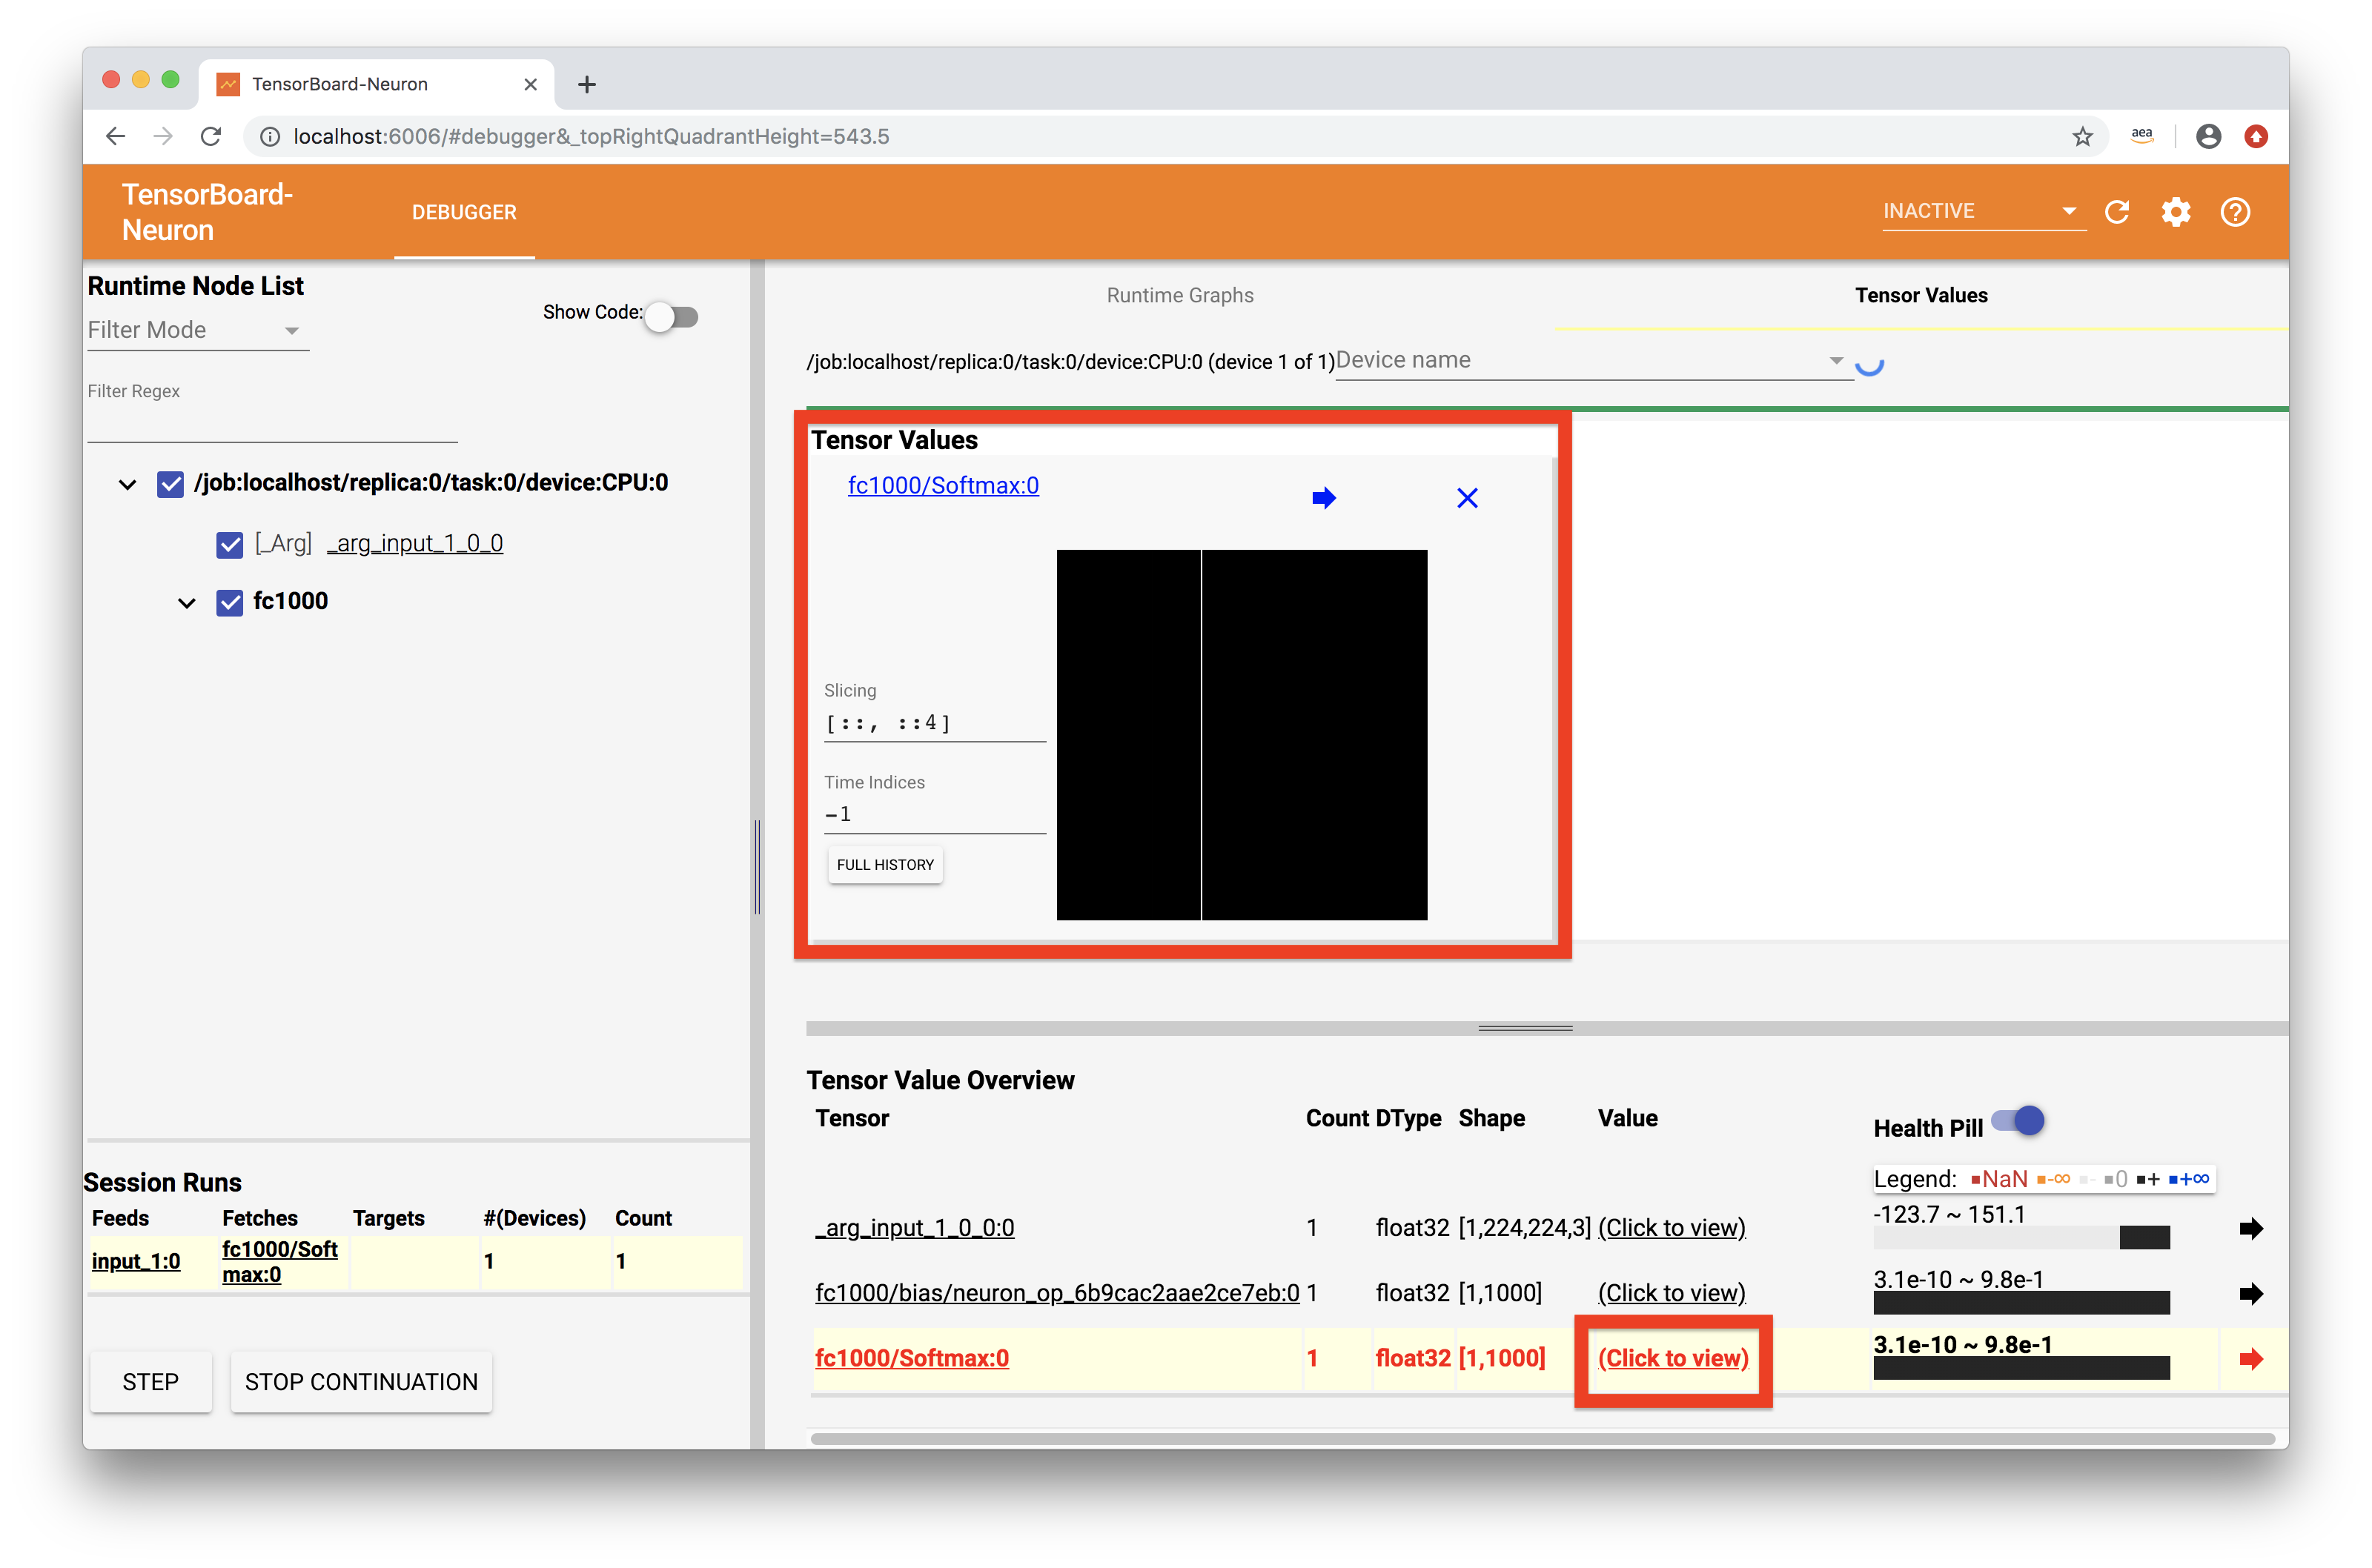 TensorBoard-Neuron
localhost:6006/#debugger&_topRightQuadrantHeight=543.5
aea
TensorBoard-
Neuron
DEBUGGER
INACTIVE
Runtime Node List
Show Code:
Filter Mode
Filter Regex
/job:localhost/replica:0/task:0/device:CPU:0
[_Arg] _arg_input_1_0_0
fc1000
Session Runs
Feeds Fetches Targets #(Devices) Count
input_1:0 fc1000/Soft 1 1
max:0
STEP STOP CONTINUATION
Runtime Graphs Tensor Values
/job:localhost/replica:0/task:0/device:CPU:0 (device 1 of 1) Device name
Tensor Values
fc1000/Softmax:0
Slicing
[::, ::4]
Time Indices
-1
FULL HISTORY
Tensor Value Overview
Tensor Count DType Shape Value Health Pill
Legend: NaN -∞ - 0 + +∞
_arg_input_1_0_0:0 1 float32 [1,224,224,3] (Click to view) -123.7 ~ 151.1
fc1000/bias/neuron_op_6b9cac2aae2ce7eb:0 1 float32 [1,1000] (Click to view) 3.1e-10 ~ 9.8e-1
fc1000/Softmax:0 1 float32 [1,1000] (Click to view) 3.1e-10 ~ 9.8e-1